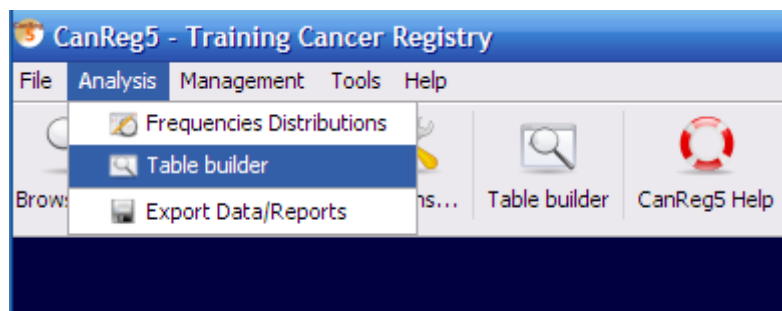 CanReg5 - Training Cancer Registry
File Analysis Management Tools Help
Frequencies Distributions
Table builder
Export Data/Reports
Table builder
CanReg5 Help